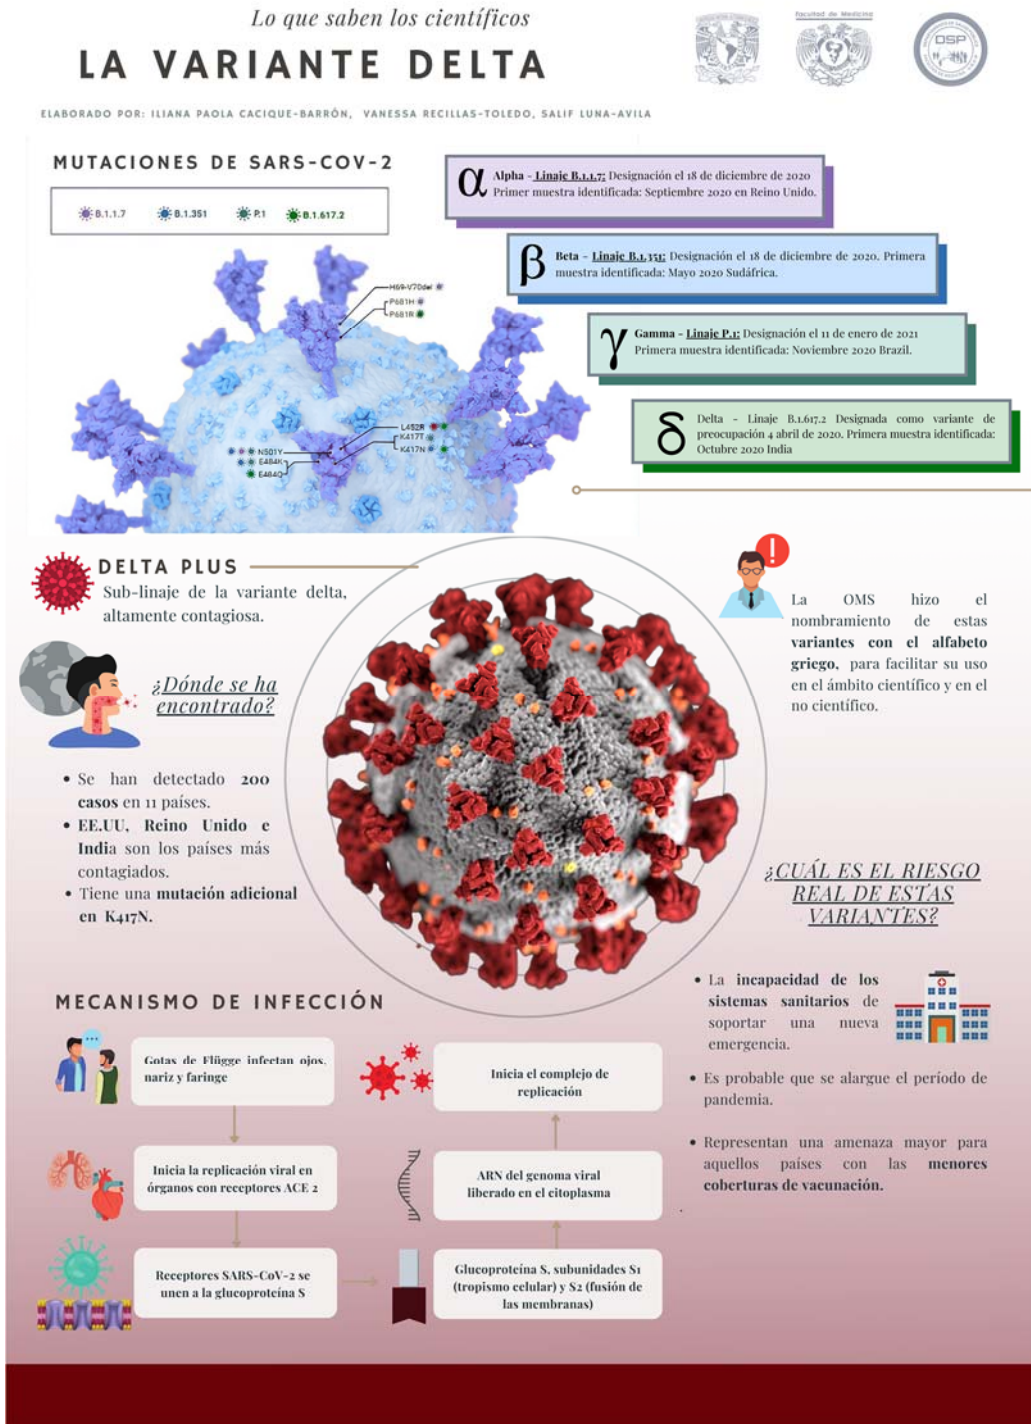 Lo que saben los científicos
LA VARIANTE DELTA
Facultad de Medicina
DSP
ELABORADO POR: ILIANA PAOLA CACIQUE-BARRÓN, VANESSA RECILLAS-TOLEDO, SALIF LUNA-AVILA
MUTACIONES DE SARS-COV-2
B.1.1.7
B.1.351
P.1
B.1.617.2
α
Alpha - Linaje B.1.1.7: Designación el 18 de diciembre de 2020
Primer muestra identificada: Septiembre 2020 en Reino Unido.
β
Beta - Linaje B.1.351: Designación el 18 de diciembre de 2020. Primera
muestra identificada: Mayo 2020 Sudáfrica.
γ
Gamma - Linaje P.1: Designación el 11 de enero de 2021
Primera muestra identificada: Noviembre 2020 Brazil.
δ
Delta - Linaje B.1.617.2 Designada como variante de
preocupación 4 abril de 2020. Primera muestra identificada:
Octubre 2020 India
H69-V70del
P681H
P681R
L452R
K417T
K417N
N501Y
E484K
E484Q
DELTA PLUS
Sub-linaje de la variante delta,
altamente contagiosa.
¿Dónde se ha
encontrado?
• Se han detectado 200
casos en 11 países.
• EE.UU, Reino Unido e
India son los países más
contagiados.
• Tiene una mutación adicional
en K417N.
La OMS hizo el
nombramiento de estas
variantes con el alfabeto
griego, para facilitar su uso
en el ámbito científico y en el
no científico.
¿CUÁL ES EL RIESGO
REAL DE ESTAS
VARIANTES?
• La incapacidad de los
sistemas sanitarios de
soportar una nueva
emergencia.
• Es probable que se alargue el período de
pandemia.
• Representan una amenaza mayor para
aquellos países con las menores
coberturas de vacunación.
MECANISMO DE INFECCIÓN
Gotas de Flügge infectan ojos,
nariz y faringe
Inicia la replicación viral en
órganos con receptores ACE 2
Receptores SARS-CoV-2 se
unen a la glucoproteína S
Glucoproteína S, subunidades S1
(tropismo celular) y S2 (fusión de
las membranas)
ARN del genoma viral
liberado en el citoplasma
Inicia el complejo de
replicación